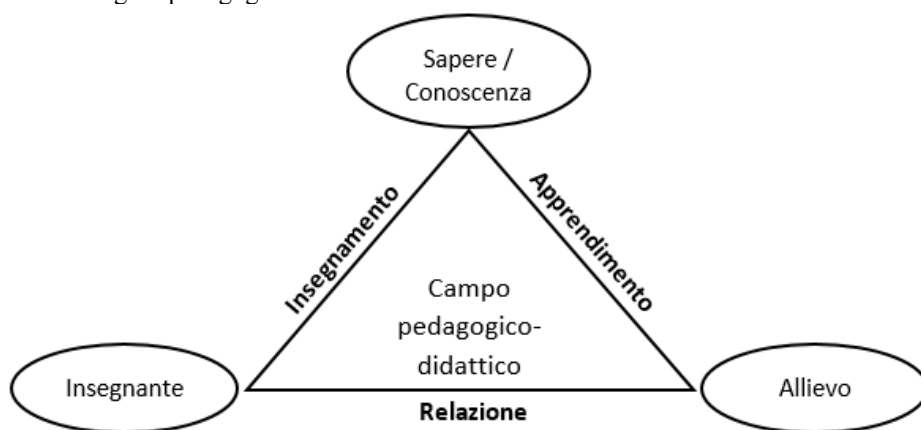 Sapere /
Conoscenza
Insegnamento
Apprendimento
Campo
pedagogico-
didattico
Insegnante
Allievo
Relazione